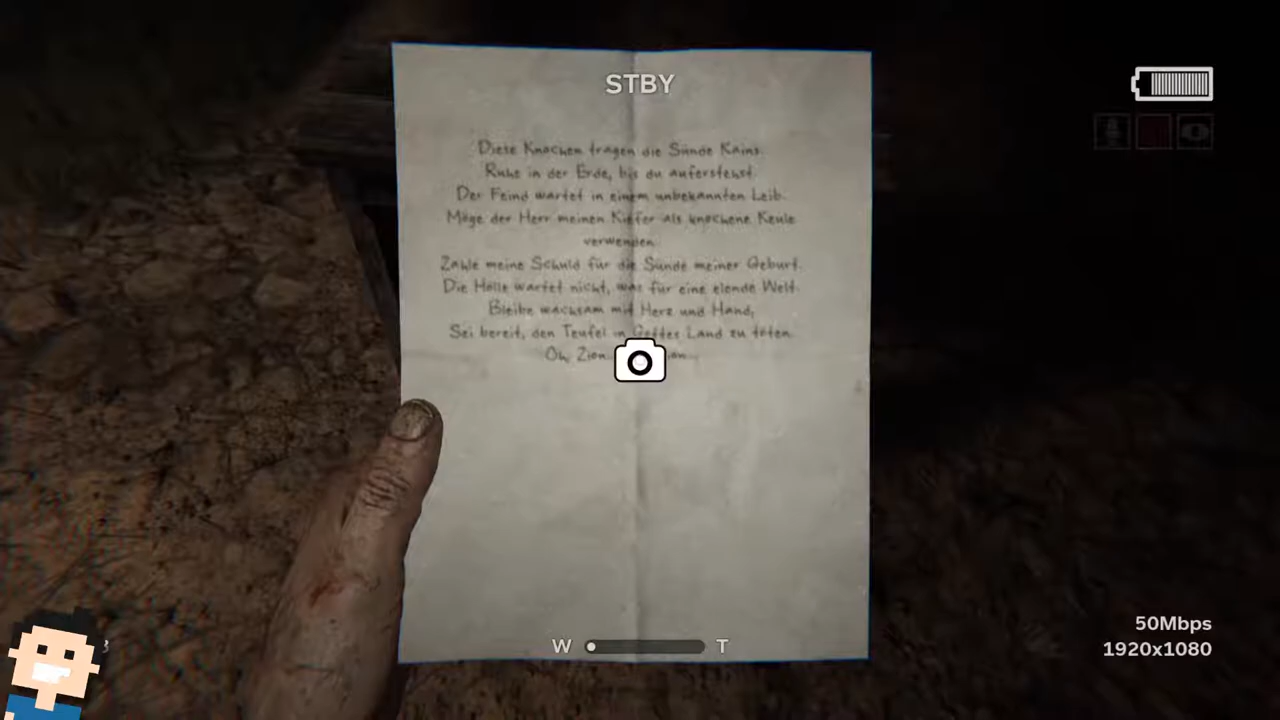 STBY
Diese Knochen tragen die Sünde Kains.
Ruhe in der Erde, bis du auferstehst.
Der Feind wartet in einem unbekannten Leib.
Möge der Herr meinen Kiefer als knochene Keule
verwenden.
Zahle meine Schuld für die Sünde meiner Geburt.
Die Hölle wartet nicht, was für eine elende Welt.
Bleibe wachsam mit Herz und Hand,
Sei bereit, den Teufel in Gottes Land zu töten.
Oh, Zion
W T
50Mbps
1920x1080